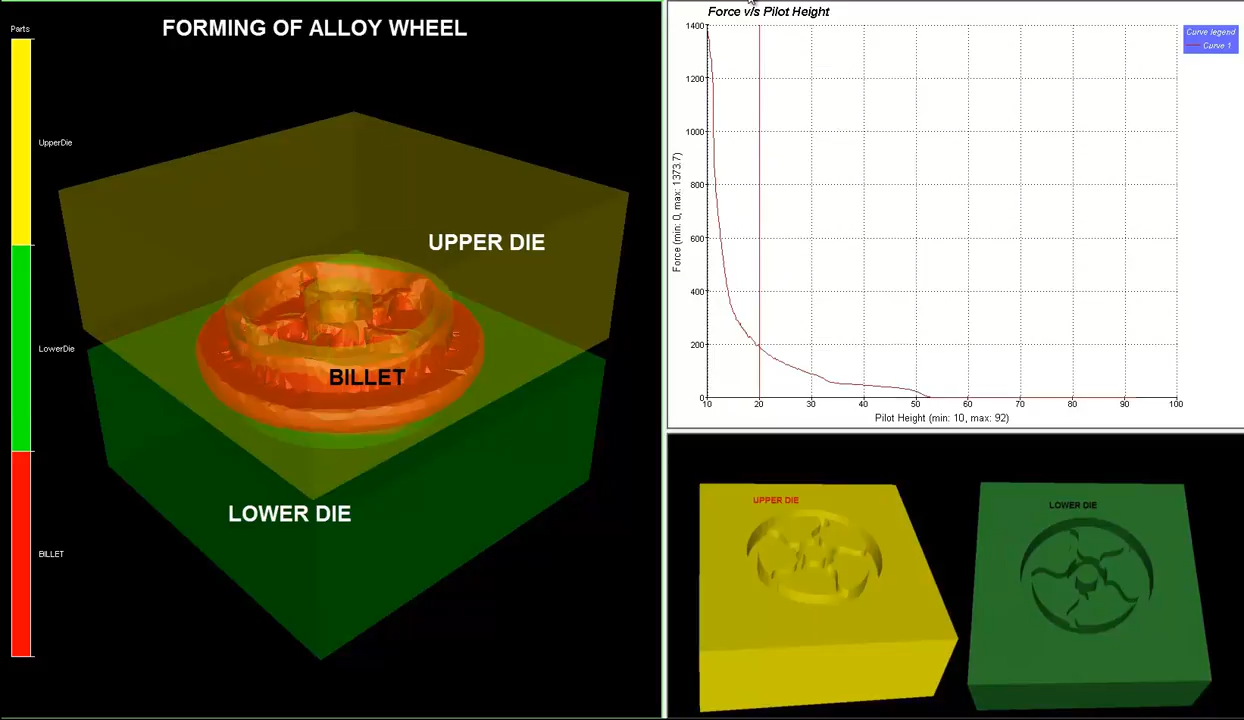 FORMING OF ALLOY WHEEL
Parts
UpperDie
LowerDie
BILLET
UPPER DIE
BILLET
LOWER DIE
Force v/s Pilot Height
Curve legend
Curve 1
1400
1200
1000
800
600
400
200
0
Force (min: 0, max: 1373.7)
10 20 30 40 50 60 70 80 90 100
Pilot Height (min: 10, max: 92)
UPPER DIE
LOWER DIE